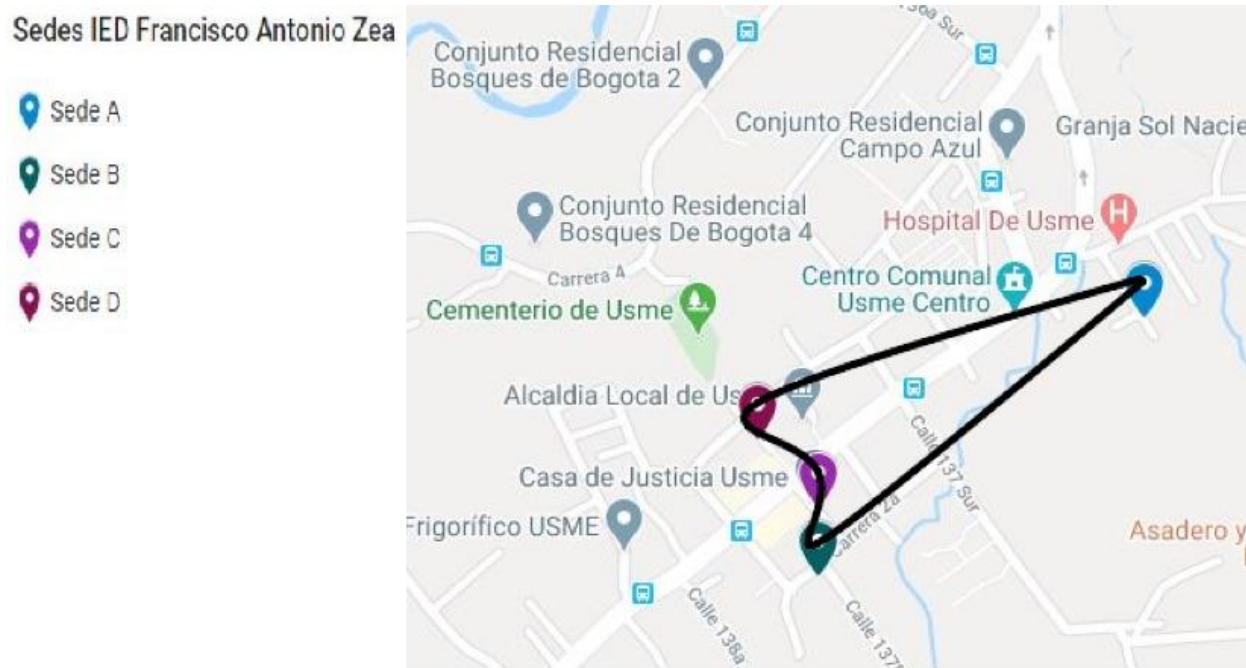 Sedes IED Francisco Antonio Zea
Sede A
Sede B
Sede C
Sede D
Conjunto Residencial
Bosques de Bogota 2
Conjunto Residencial
Campo Azul
Granja Sol Nacie
Conjunto Residencial
Bosques De Bogota 4
Hospital De Usme
H
Carrera 4
Centro Comunal
Usme Centro
Cementerio de Usme
Alcaldia Local de Us
Calle 137 Sur
Casa de Justicia Usme
Carrera 2a
Frigorífico USME
Asadero y
Calle 138a
Calle 137